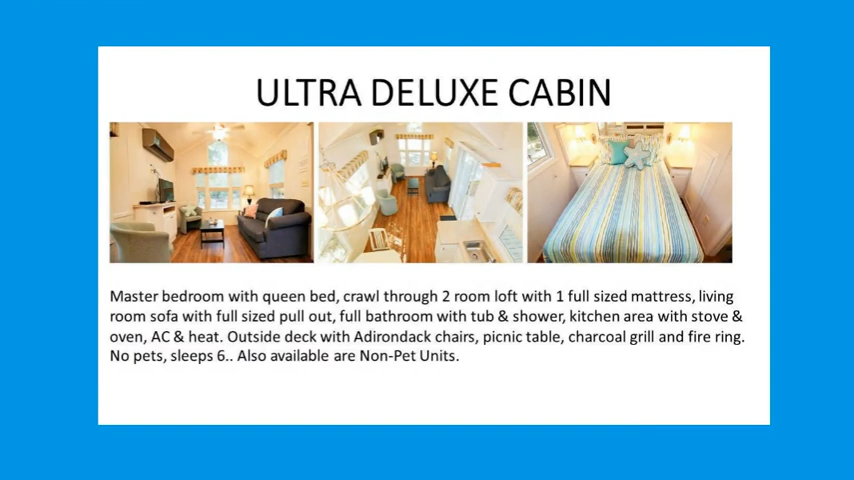 ULTRA DELUXE CABIN
Master bedroom with queen bed, crawl through 2 room loft with 1 full sized mattress, living
room sofa with full sized pull out, full bathroom with tub & shower, kitchen area with stove &
oven, AC & heat. Outside deck with Adirondack chairs, picnic table, charcoal grill and fire ring.
No pets, sleeps 6.. Also available are Non-Pet Units.